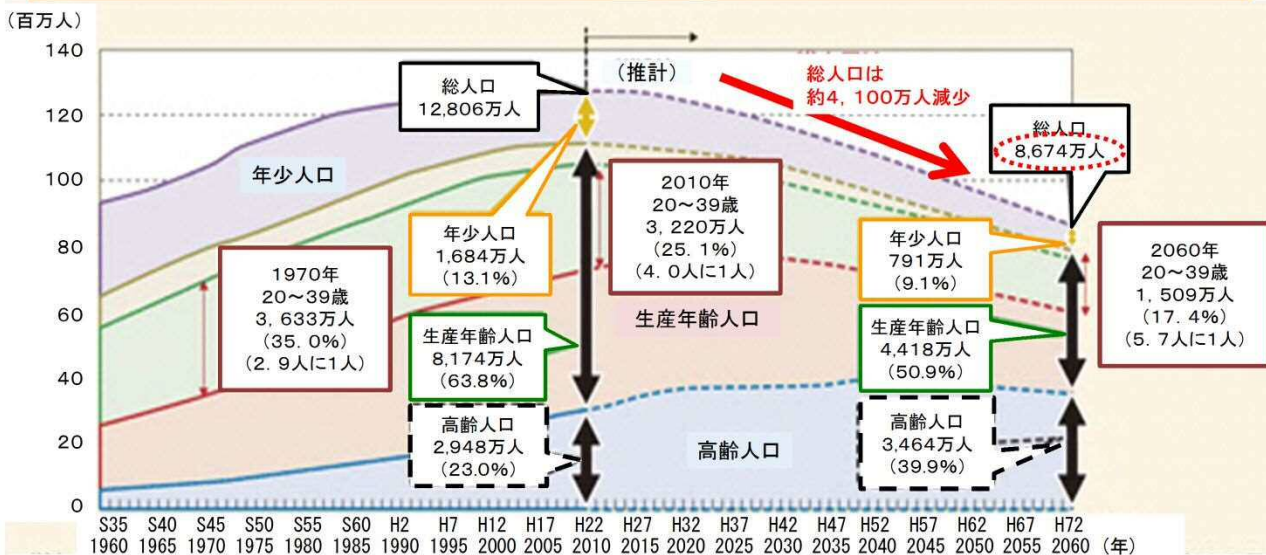 (百万人)
140
120
100
80
60
40
20
0
(推計)
総人口は
約4,100万人減少
総人口
12,806万人
総人口
8,674万人
年少人口
年少人口
1,684万人
(13.1%)
2010年
20～39歳
3,220万人
(25.1%)
(4.0人に1人)
年少人口
791万人
(9.1%)
2060年
20～39歳
1,509万人
(17.4%)
(5.7人に1人)
1970年
20～39歳
3,633万人
(35.0%)
(2.9人に1人)
生産年齢人口
8,174万人
(63.8%)
生産年齢人口
生産年齢人口
4,418万人
(50.9%)
高齢人口
2,948万人
(23.0%)
高齢人口
高齢人口
3,464万人
(39.9%)
S35 S40 S45 S50 S55 S60 H2 H7 H12 H17 H22 H27 H32 H37 H42 H47 H52 H57 H62 H67 H72
1960 1965 1970 1975 1980 1985 1990 1995 2000 2005 2010 2015 2020 2025 2030 2035 2040 2045 2050 2055 2060 (年)